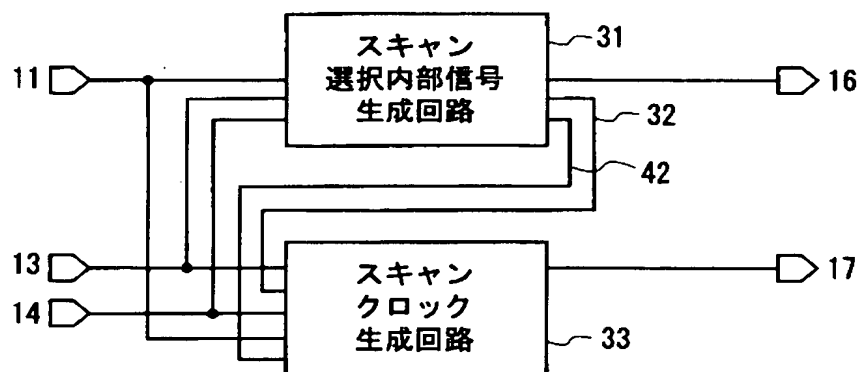 スキャン
選択内部信号
生成回路
31
11
16
32
42
13
14
スキャン
クロック
生成回路
17
33